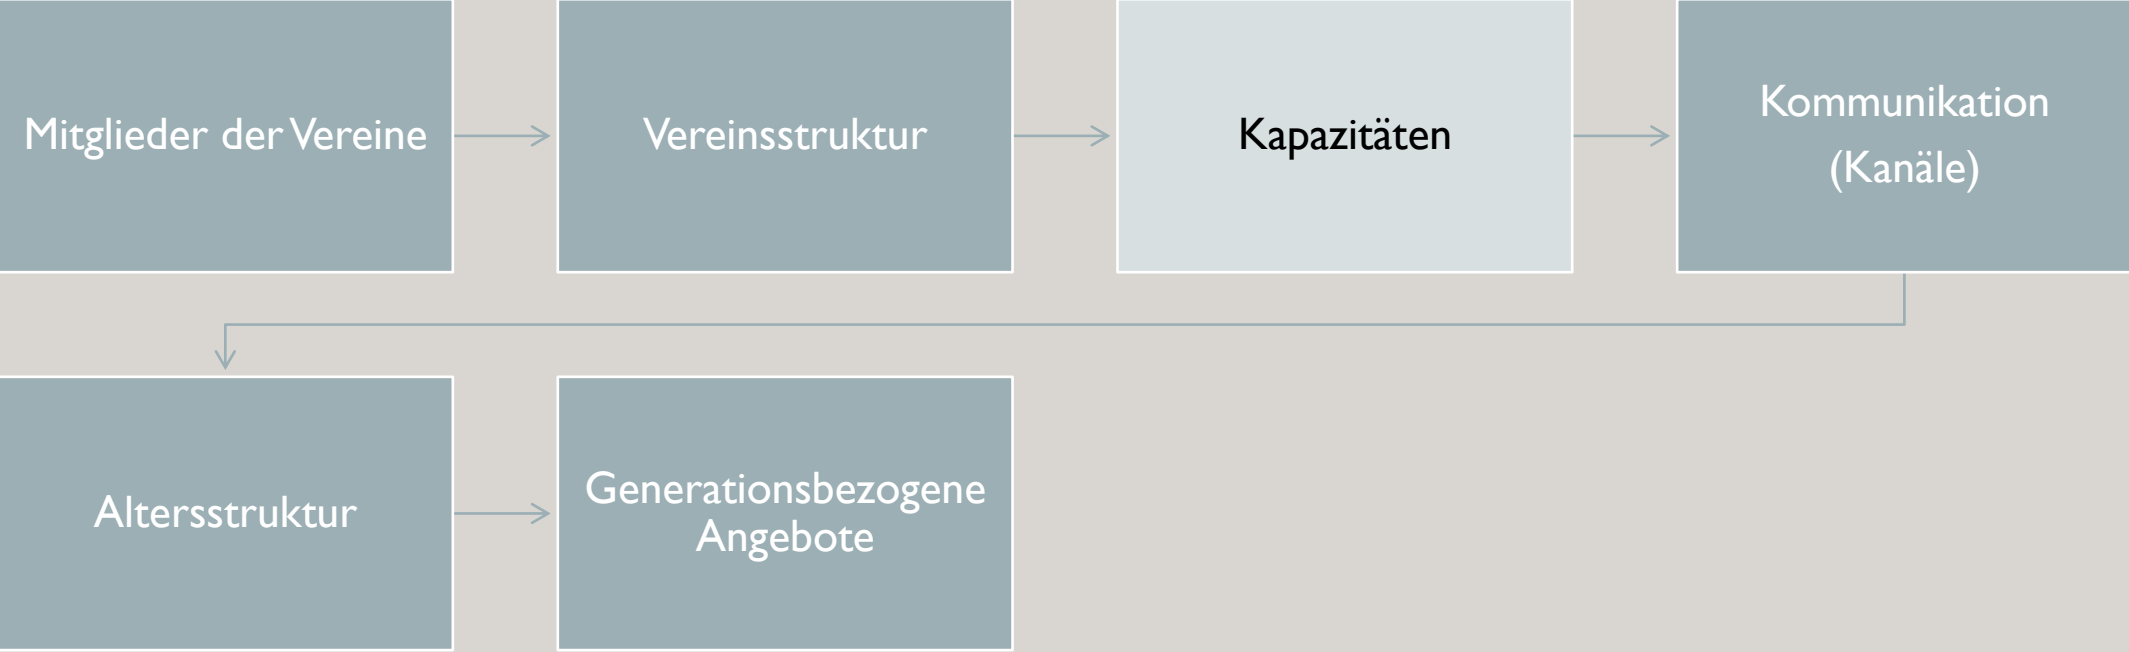 Mitglieder der Vereine
Vereinsstruktur
Kapazitäten
Kommunikation
(Kanäle)
Altersstruktur
Generationsbezogene
Angebote